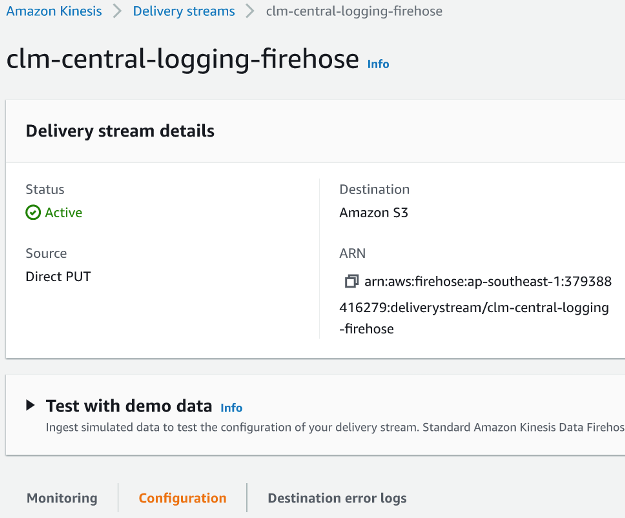 Amazon Kinesis > Delivery streams > clm-central-logging-firehose
clm-central-logging-firehose Info
Delivery stream details
Status
Active
Source
Direct PUT
Destination
Amazon S3
ARN
arn:aws:firehose:ap-southeast-1:379388
416279:deliverystream/clm-central-logging
-firehose
Test with demo data Info
Ingest simulated data to test the configuration of your delivery stream. Standard Amazon Kinesis Data Firehos
Monitoring
Configuration
Destination error logs